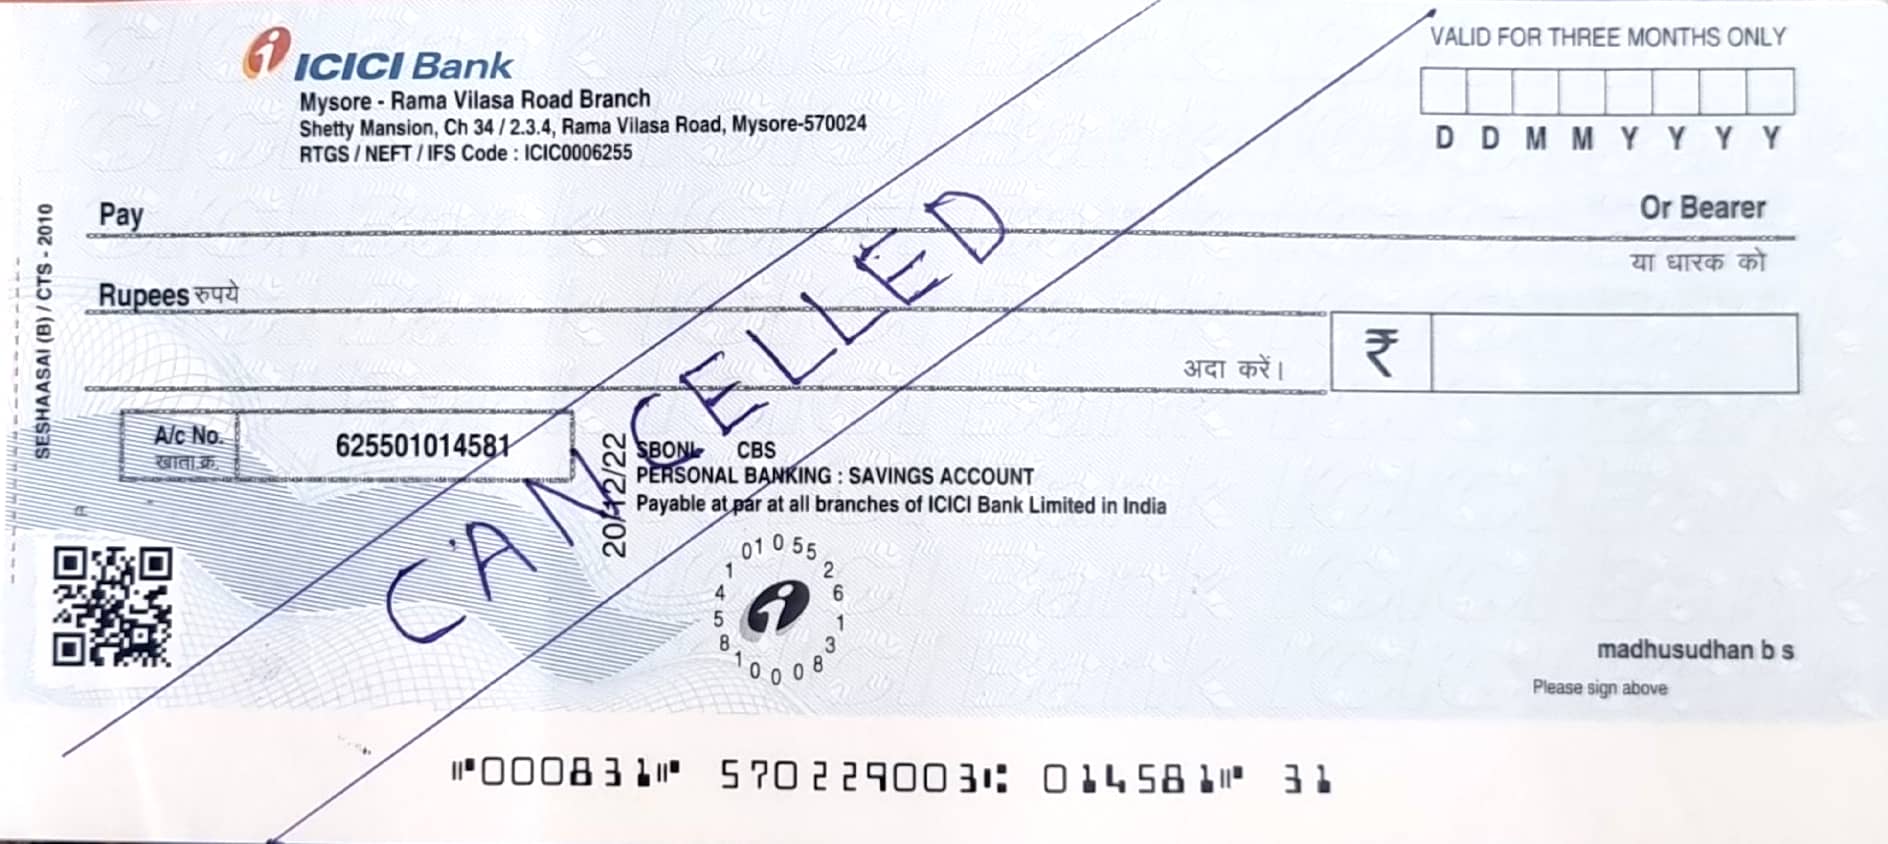 ICICI Bank
Mysore - Rama Vilasa Road Branch
Shetty Mansion, Ch 34 / 2.3.4, Rama Vilasa Road, Mysore-570024
RTGS / NEFT / IFS Code : ICIC0006255
VALID FOR THREE MONTHS ONLY
D D M M Y Y Y Y
Pay
Or Bearer
या धारक को
Rupees रुपये
अदा करें।
₹
CANCELLED
SESHAASAI (B) / CTS - 2010
A/c No.
खाता क्र.
625501014581
20/12/22
SBONL CBS
PERSONAL BANKING : SAVINGS ACCOUNT
Payable at par at all branches of ICICI Bank Limited in India
625501014581000831
madhusudhan b s
Please sign above
⑈000831⑈ 570229003⑆ 014581⑈ 31